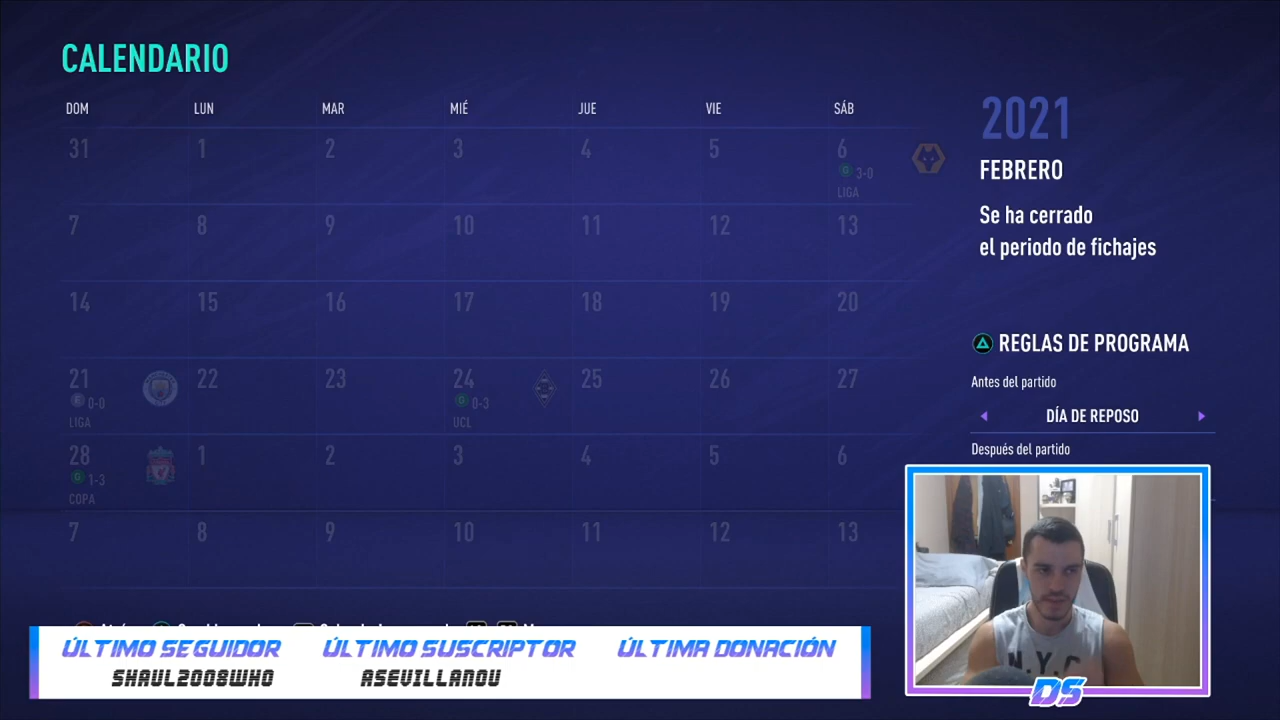 CALENDARIO
DOM LUN MAR MIÉ JUE VIE SÁB
31 1 2 3 4 5 6
G 3-0
LIGA
7 8 9 10 11 12 13
14 15 16 17 18 19 20
21 22 23 24 25 26 27
E 0-0 G 0-3
LIGA UCL
28 1 2 3 4 5 6
G 1-3
COPA
7 8 9 10 11 12 13
2021
FEBRERO
Se ha cerrado
el periodo de fichajes
REGLAS DE PROGRAMA
Antes del partido
DÍA DE REPOSO
Después del partido
ÚLTIMO SEGUIDOR ÚLTIMO SUSCRIPTOR ÚLTIMA DONACIÓN
SHAUL2008WHO ASEVILLANOU
N.Y.C
DS